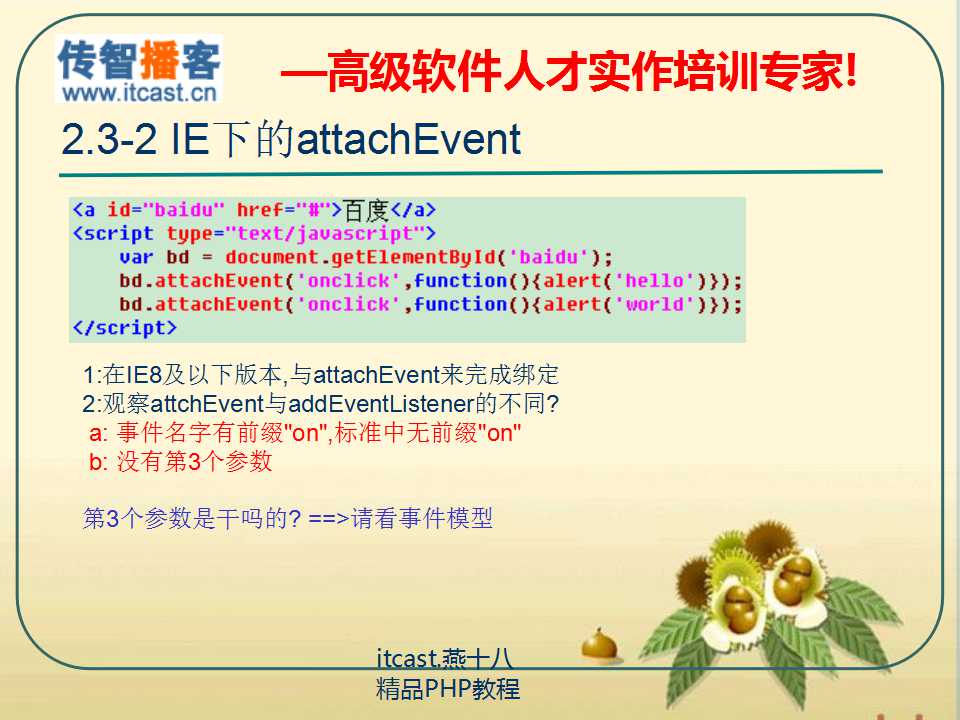 传智播客
www.itcast.cn
—高级软件人才实作培训专家!
2.3-2 IE下的attachEvent
<a id="baidu" href="#">百度</a>
<script type="text/javascript">
var bd = document.getElementById('baidu');
bd.attachEvent('onclick',function(){alert('hello')});
bd.attachEvent('onclick',function(){alert('world')});
</script>
1:在IE8及以下版本,与attachEvent来完成绑定
2:观察attchEvent与addEventListener的不同?
a: 事件名字有前缀"on",标准中无前缀"on"
b: 没有第3个参数
第3个参数是干吗的? ==>请看事件模型
itcast.燕十八
精品PHP教程